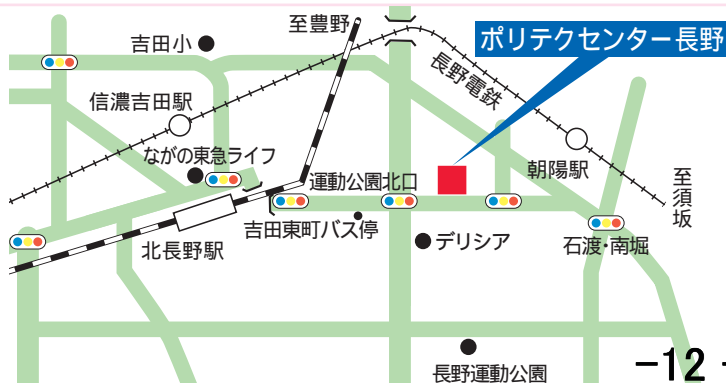 至豊野
吉田小
ポリテクセンター長野
長野電鉄
信濃吉田駅
ながの東急ライフ
朝陽駅
至須坂
運動公園北口
吉田東町バス停
北長野駅
デリシア
石渡・南堀
長野運動公園
−12 −